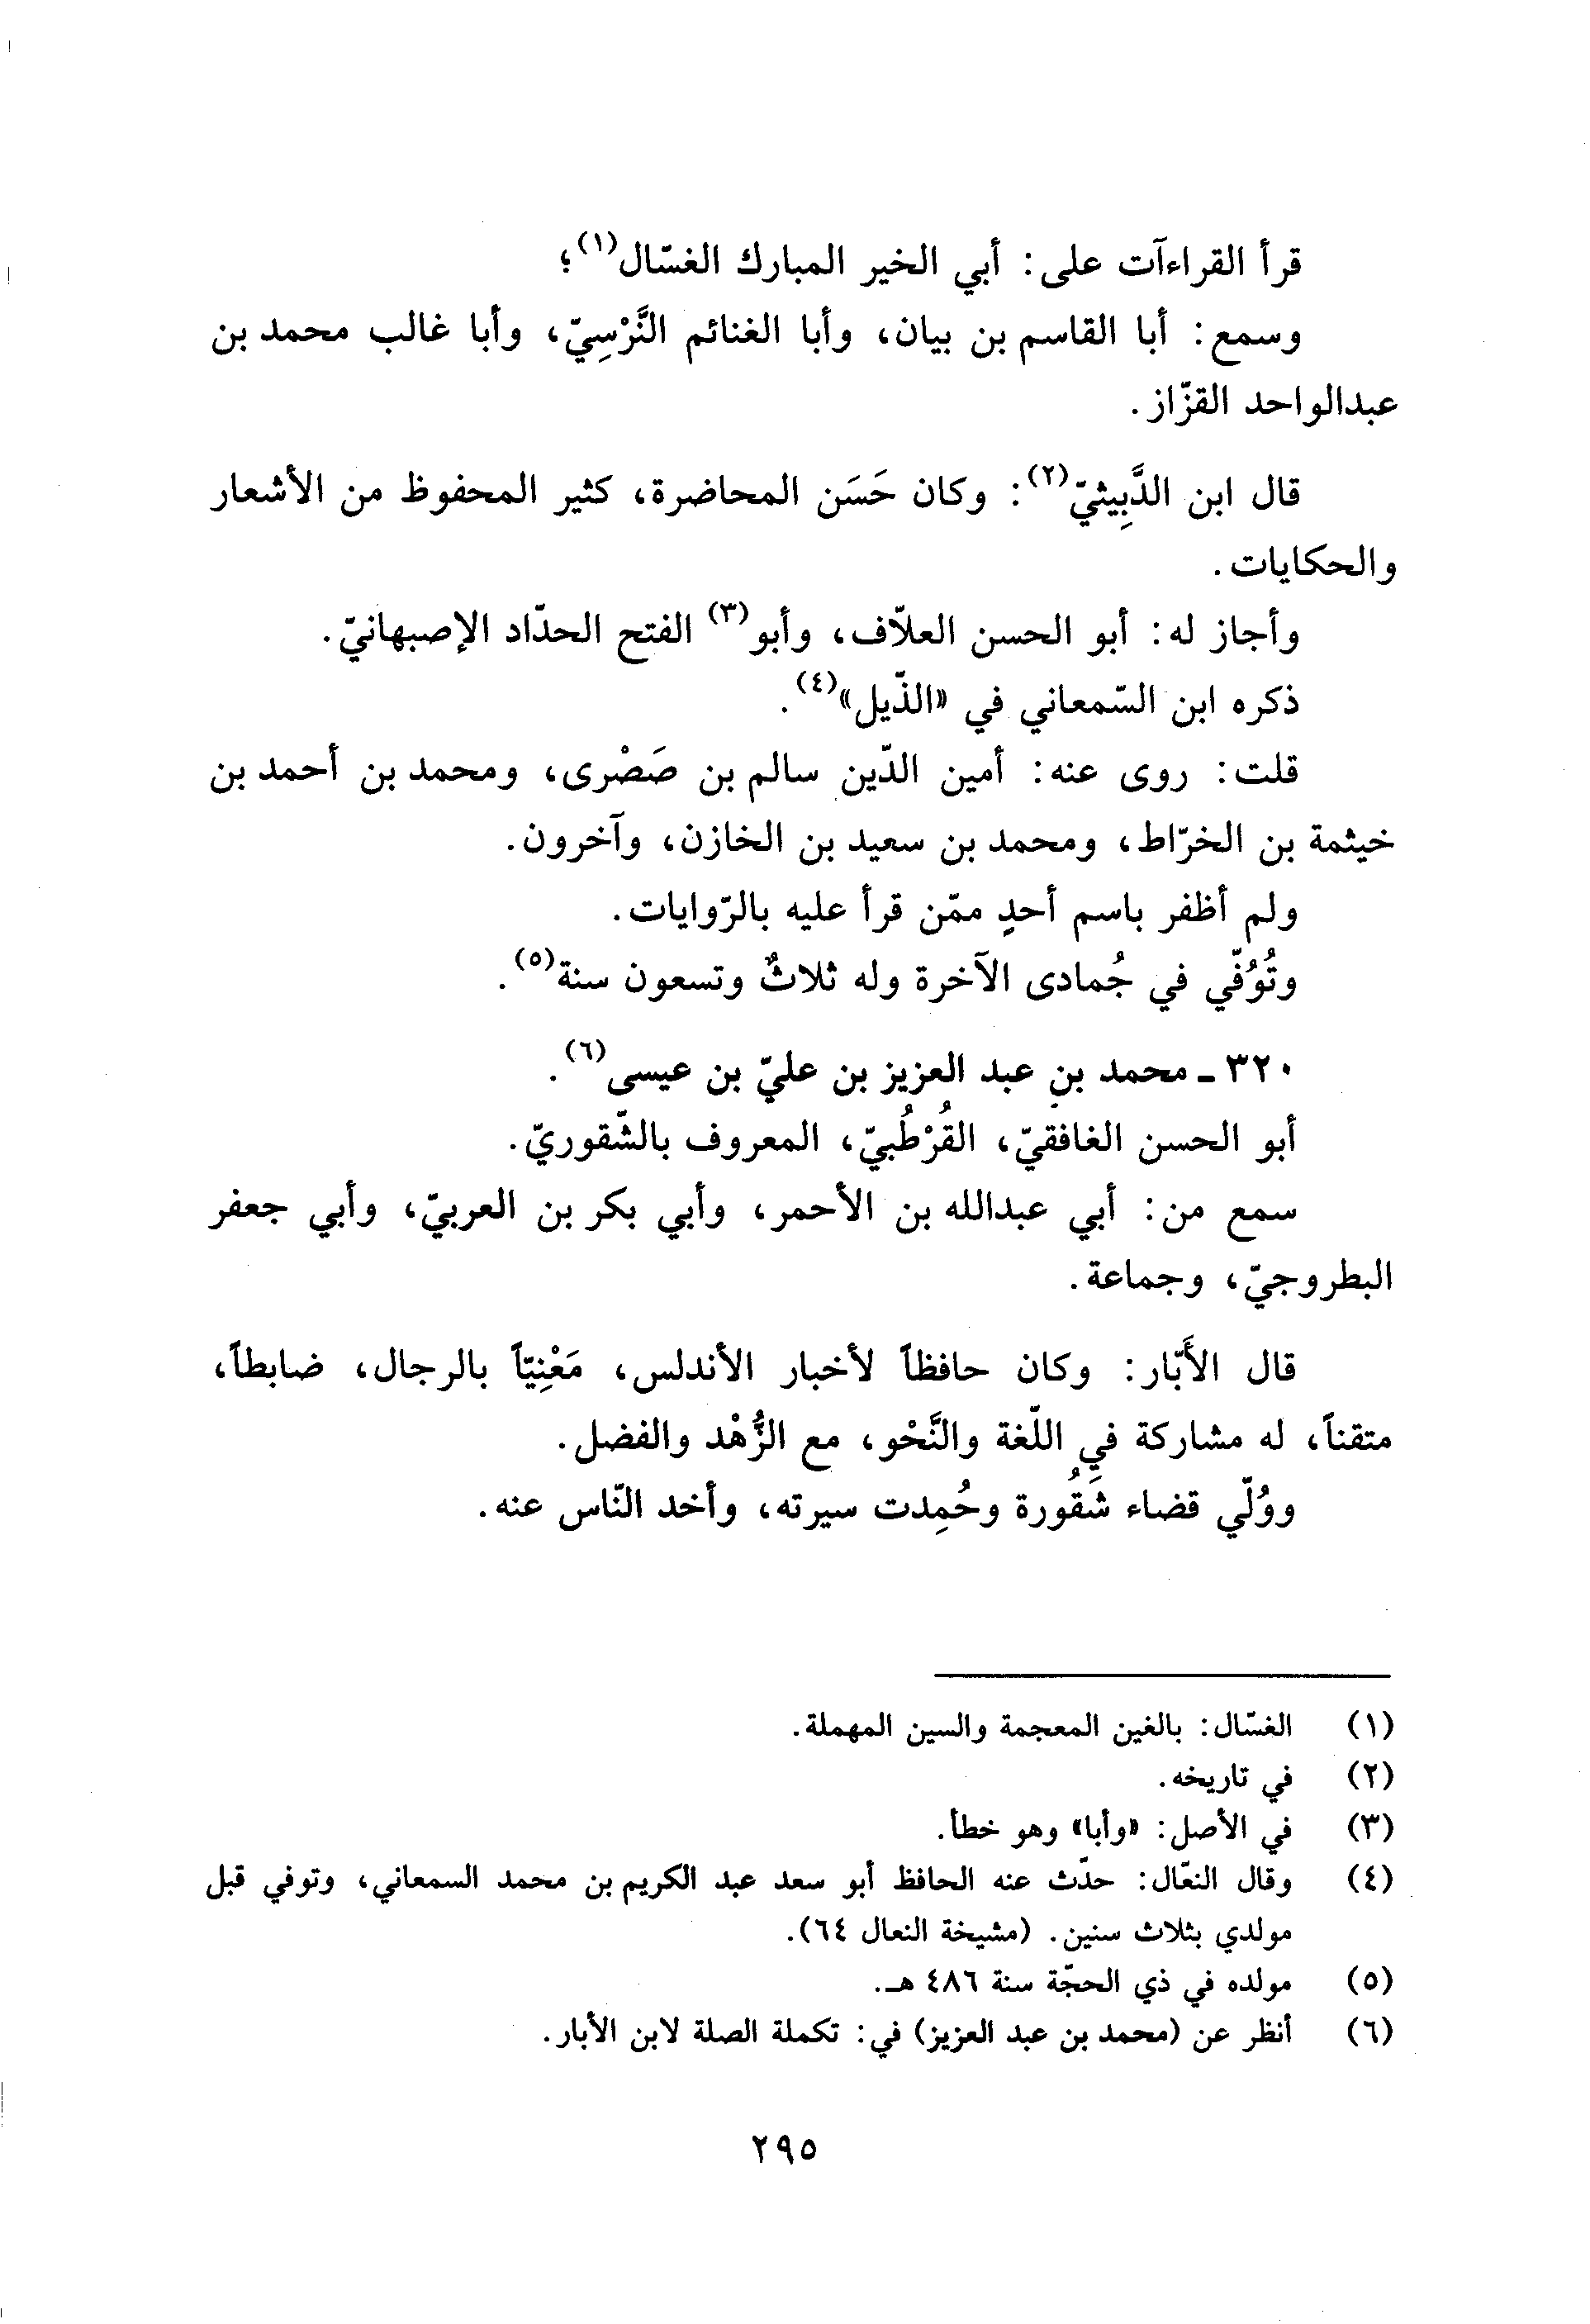 قرأ القراءآت على: أبي الخير المبارك الغسّال(١)؛
وسمع: أبا القاسم بن بيان، وأبا الغنائم النَّرْسِيّ، وأبا غالب محمد بن
عبدالواحد القزّاز.
قال ابن الدَّبِيثيّ(٢): وكان حَسَن المحاضرة، كثير المحفوظ من الأشعار
والحكايات.
وأجاز له: أبو الحسن العلاّف، وأبو(٣) الفتح الحدّاد الإصبهانيّ.
ذكره ابن السّمعاني في «الذّيل»(٤).
قلت: روى عنه: أمين الدّين سالم بن صَصْرى، ومحمد بن أحمد بن
خيثمة بن الخرّاط، ومحمد بن سعيد بن الخازن، وآخرون.
ولم أظفر باسم أحدٍ ممّن قرأ عليه بالرّوايات.
وتُوُفّي في جُمادى الآخرة وله ثلاثٌ وتسعون سنة(٥).
٣٢٠ ـ محمد بن عبد العزيز بن عليّ بن عيسى(٦).
أبو الحسن الغافقيّ، القُرْطُبيّ، المعروف بالشّقوريّ.
سمع من: أبي عبدالله بن الأحمر، وأبي بكر بن العربيّ، وأبي جعفر
البطروجيّ، وجماعة.
قال الأَبّار: وكان حافظاً لأخبار الأندلس، مَعْنِيّاً بالرجال، ضابطاً،
متقناً، له مشاركة في اللّغة والنَّحْو، مع الزُّهْد والفضل.
ووُلّي قضاء شَقُورة وحُمِدت سيرته، وأخد النّاس عنه.
(١) الغسّال: بالغين المعجمة والسين المهملة.
(٢) في تاريخه.
(٣) في الأصل: «وأبا» وهو خطأ.
(٤) وقال النعّال: حدّث عنه الحافظ أبو سعد عبد الكريم بن محمد السمعاني، وتوفي قبل
مولدي بثلاث سنين. (مشيخة النعال ٦٤).
(٥) مولده في ذي الحجّة سنة ٤٨٦ هـ.
(٦) أنظر عن (محمد بن عبد العزيز) في: تكملة الصلة لابن الأبار.
٢٩٥